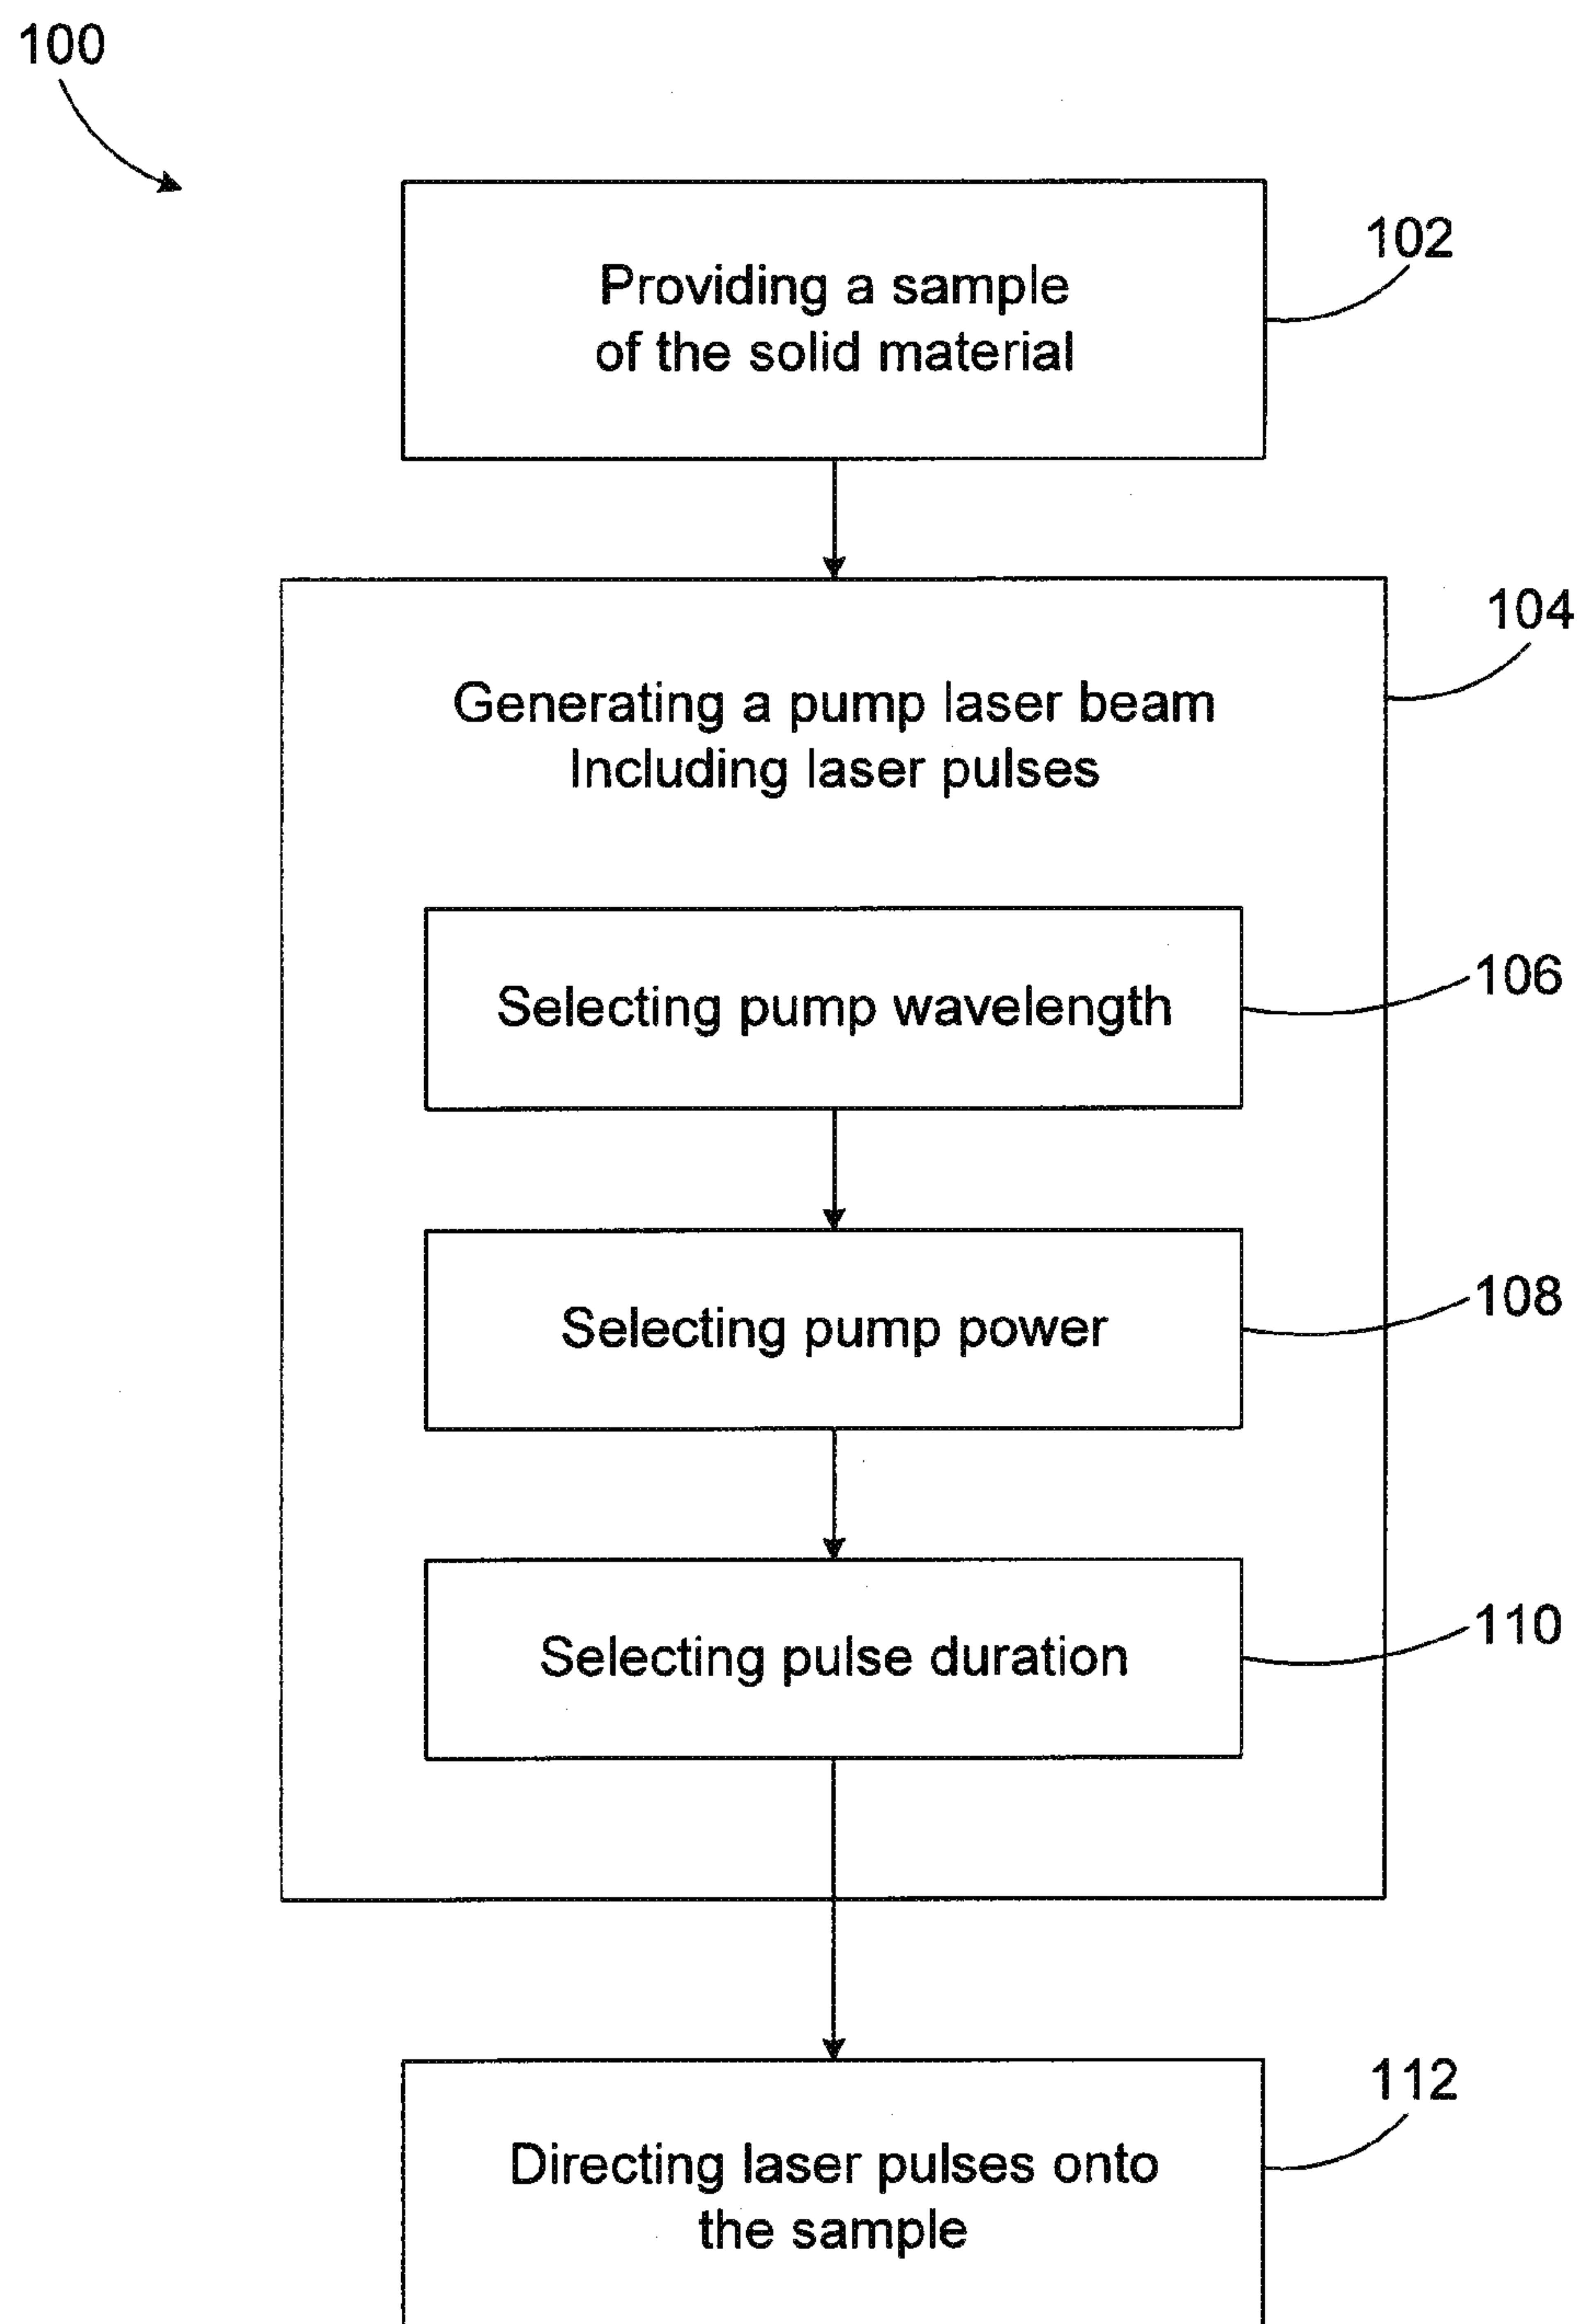 100
Providing a sample
of the solid material
102
104
Generating a pump laser beam
Including laser pulses
Selecting pump wavelength
106
Selecting pump power
108
Selecting pulse duration
110
112
Directing laser pulses onto
the sample